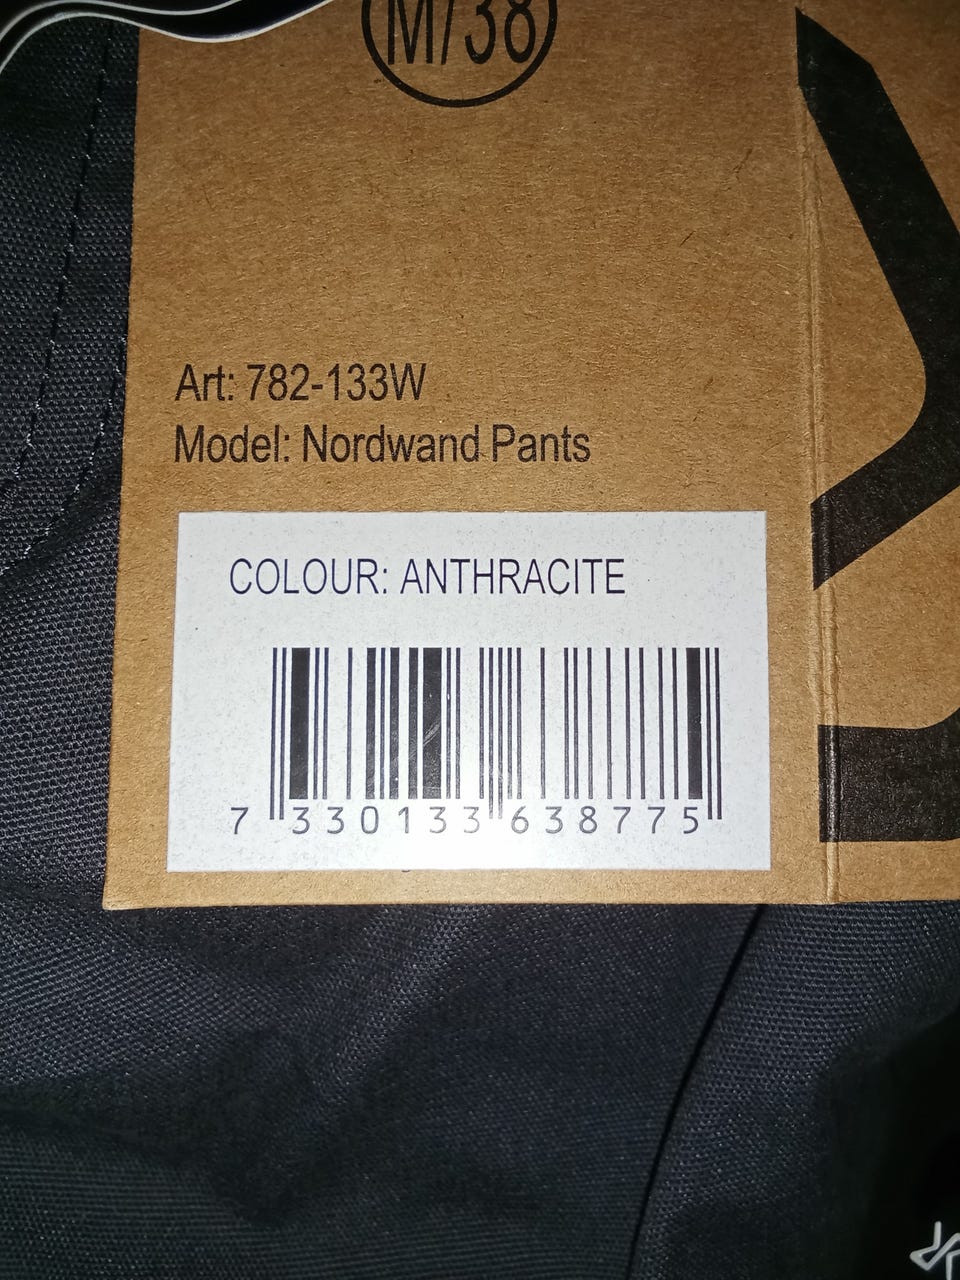 M/38
Art: 782-133W
Model: Nordwand Pants
COLOUR: ANTHRACITE
7 330133 638775